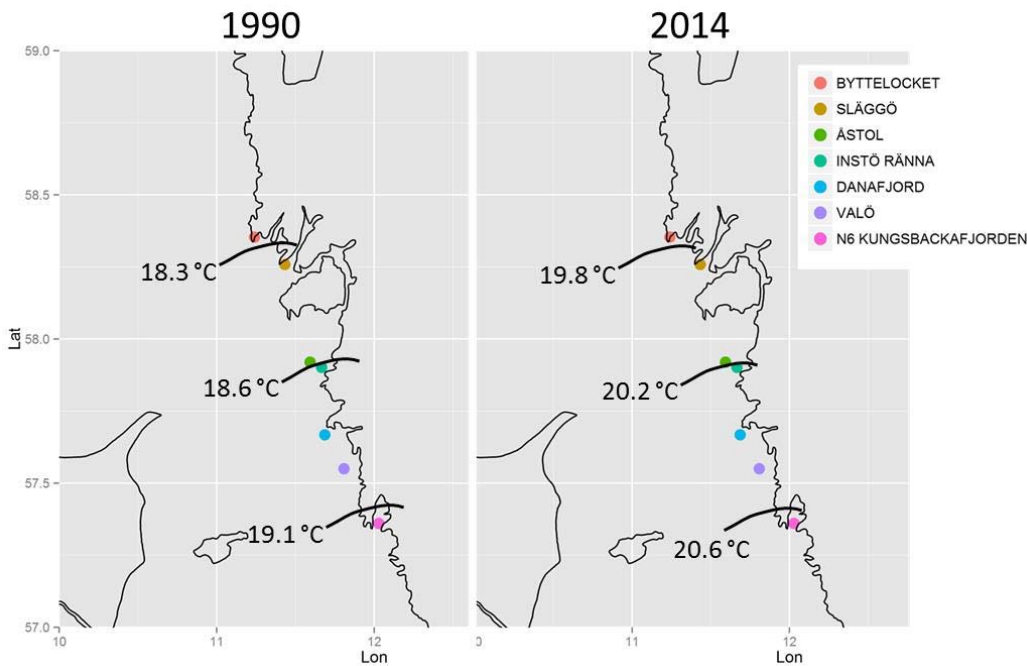 1990
2014
59.0
58.5
58.0
57.5
57.0
Lat
10
11
12
Lon
0
11
12
Lon
18.3 °C
18.6 °C
19.1 °C
19.8 °C
20.2 °C
20.6 °C
BYTTELOCKET
SLÄGGÖ
ÅSTOL
INSTÖ RÄNNA
DANAFJORD
VALÖ
N6 KUNGSBACKAFJORDEN